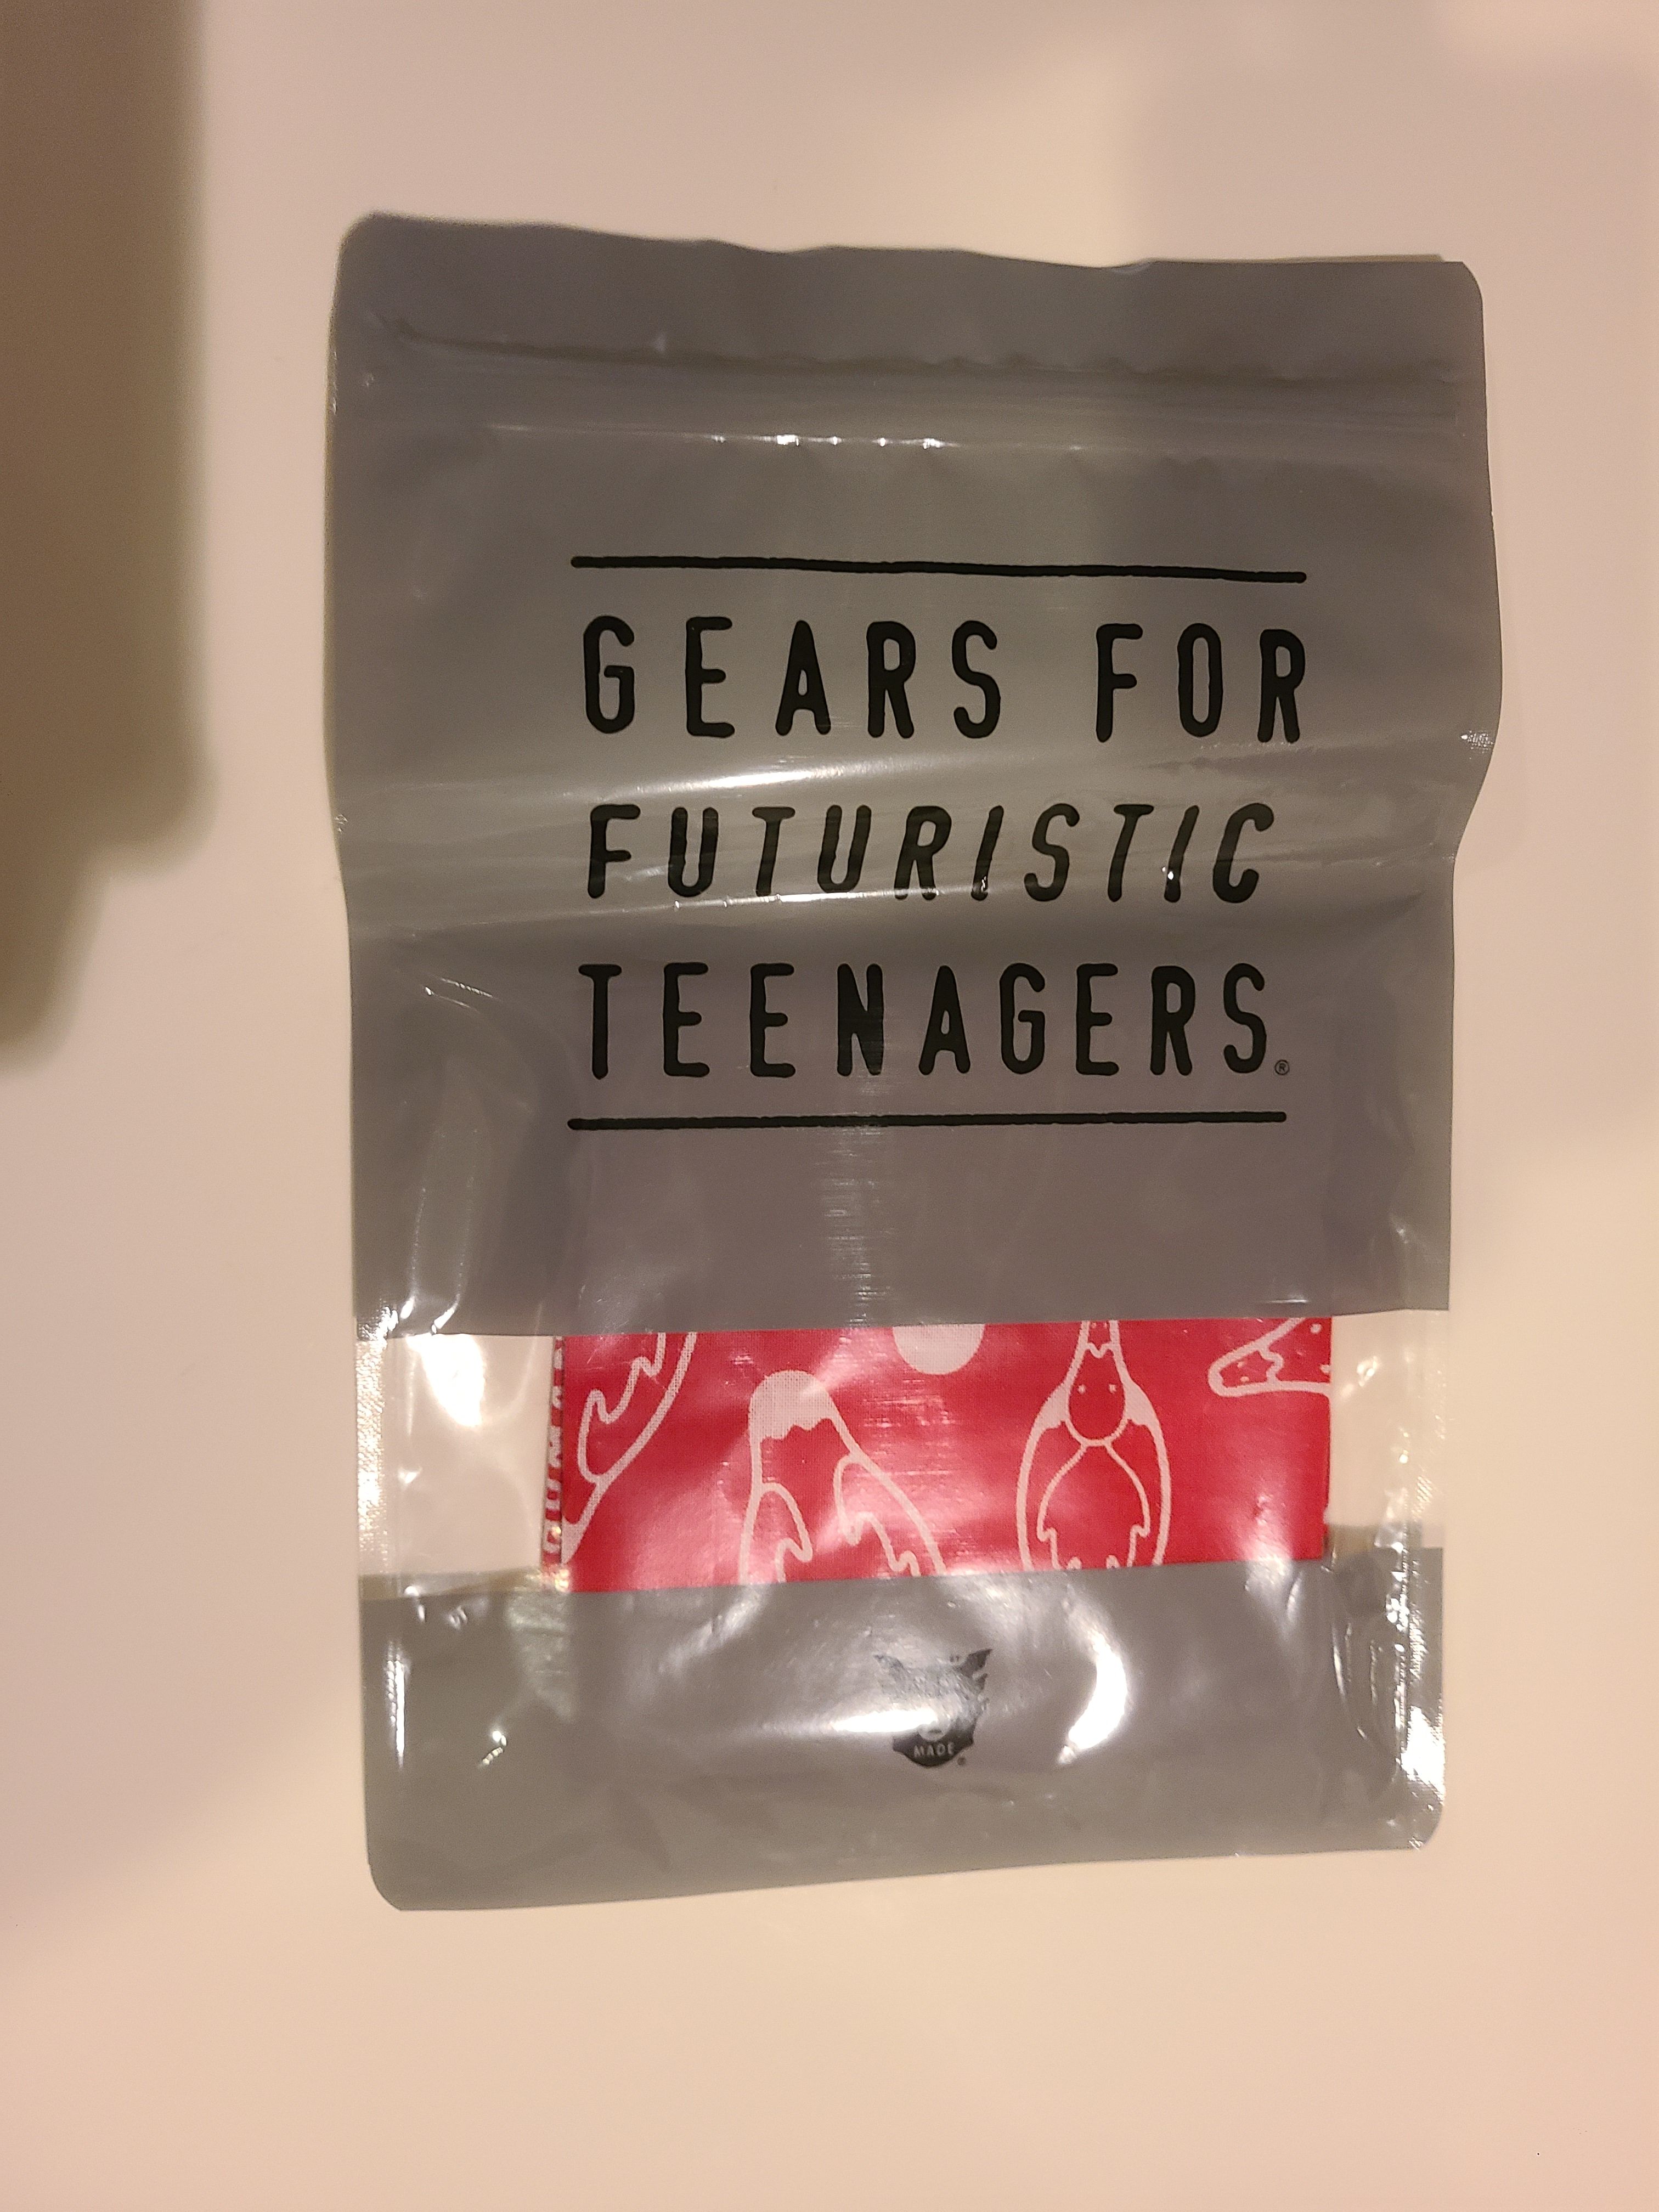 GEARS FOR
FUTURISTIC
TEENAGERS®
MADE
®